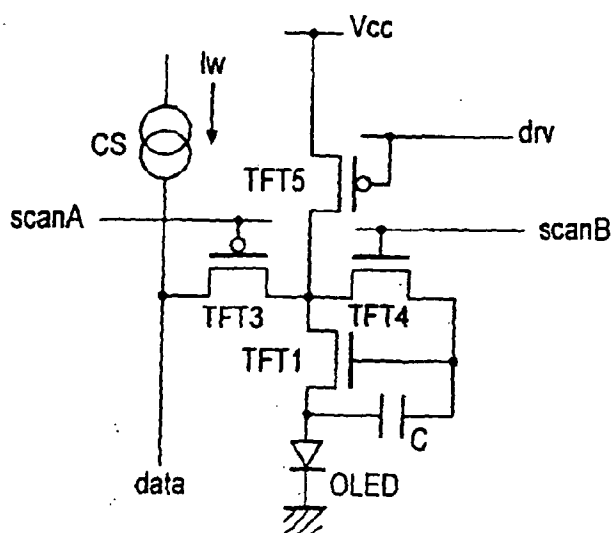 Vcc
Iw
CS
drv
TFT5
scanA
scanB
TFT3
TFT4
TFT1
C
data
OLED